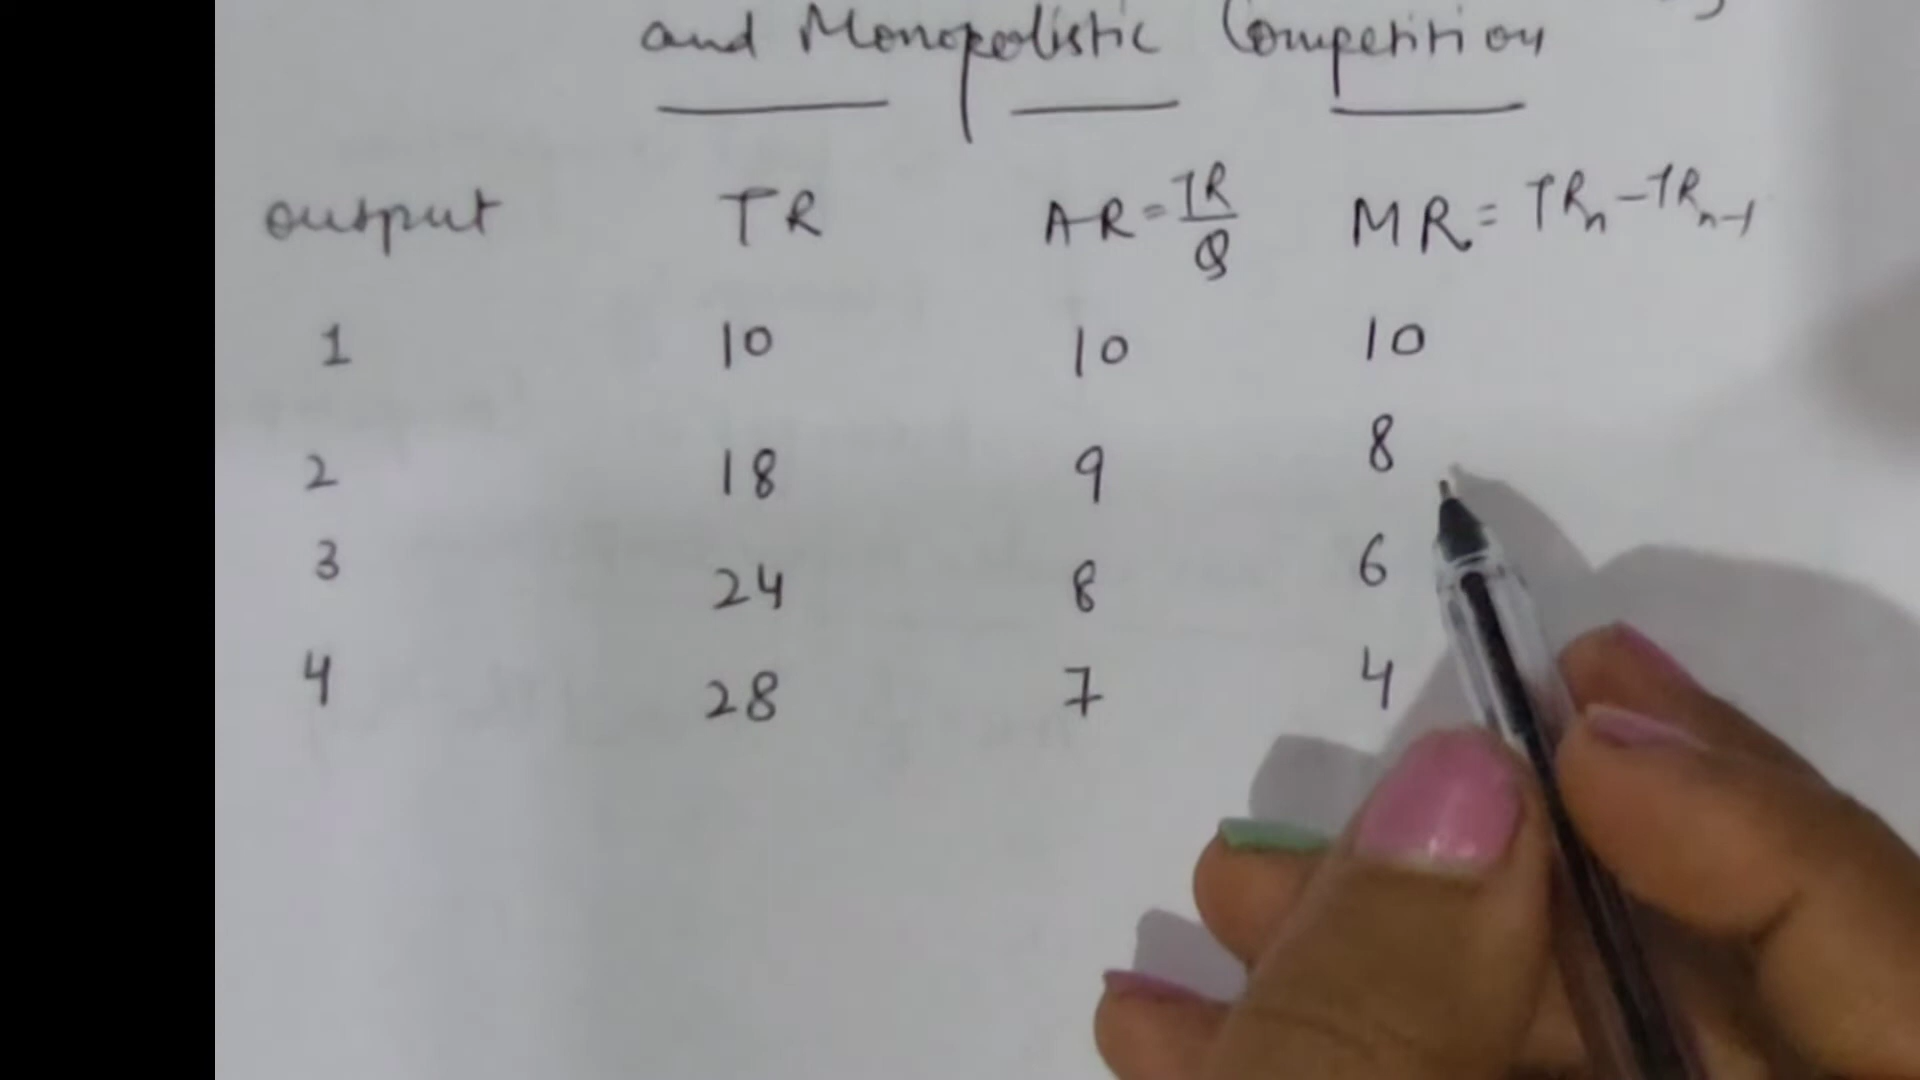 and Monopolistic Competition
output TR AR = TR/Q MR = TRn - TRn-1
1 10 10 10
2 18 9 8
3 24 8 6
4 28 7 4